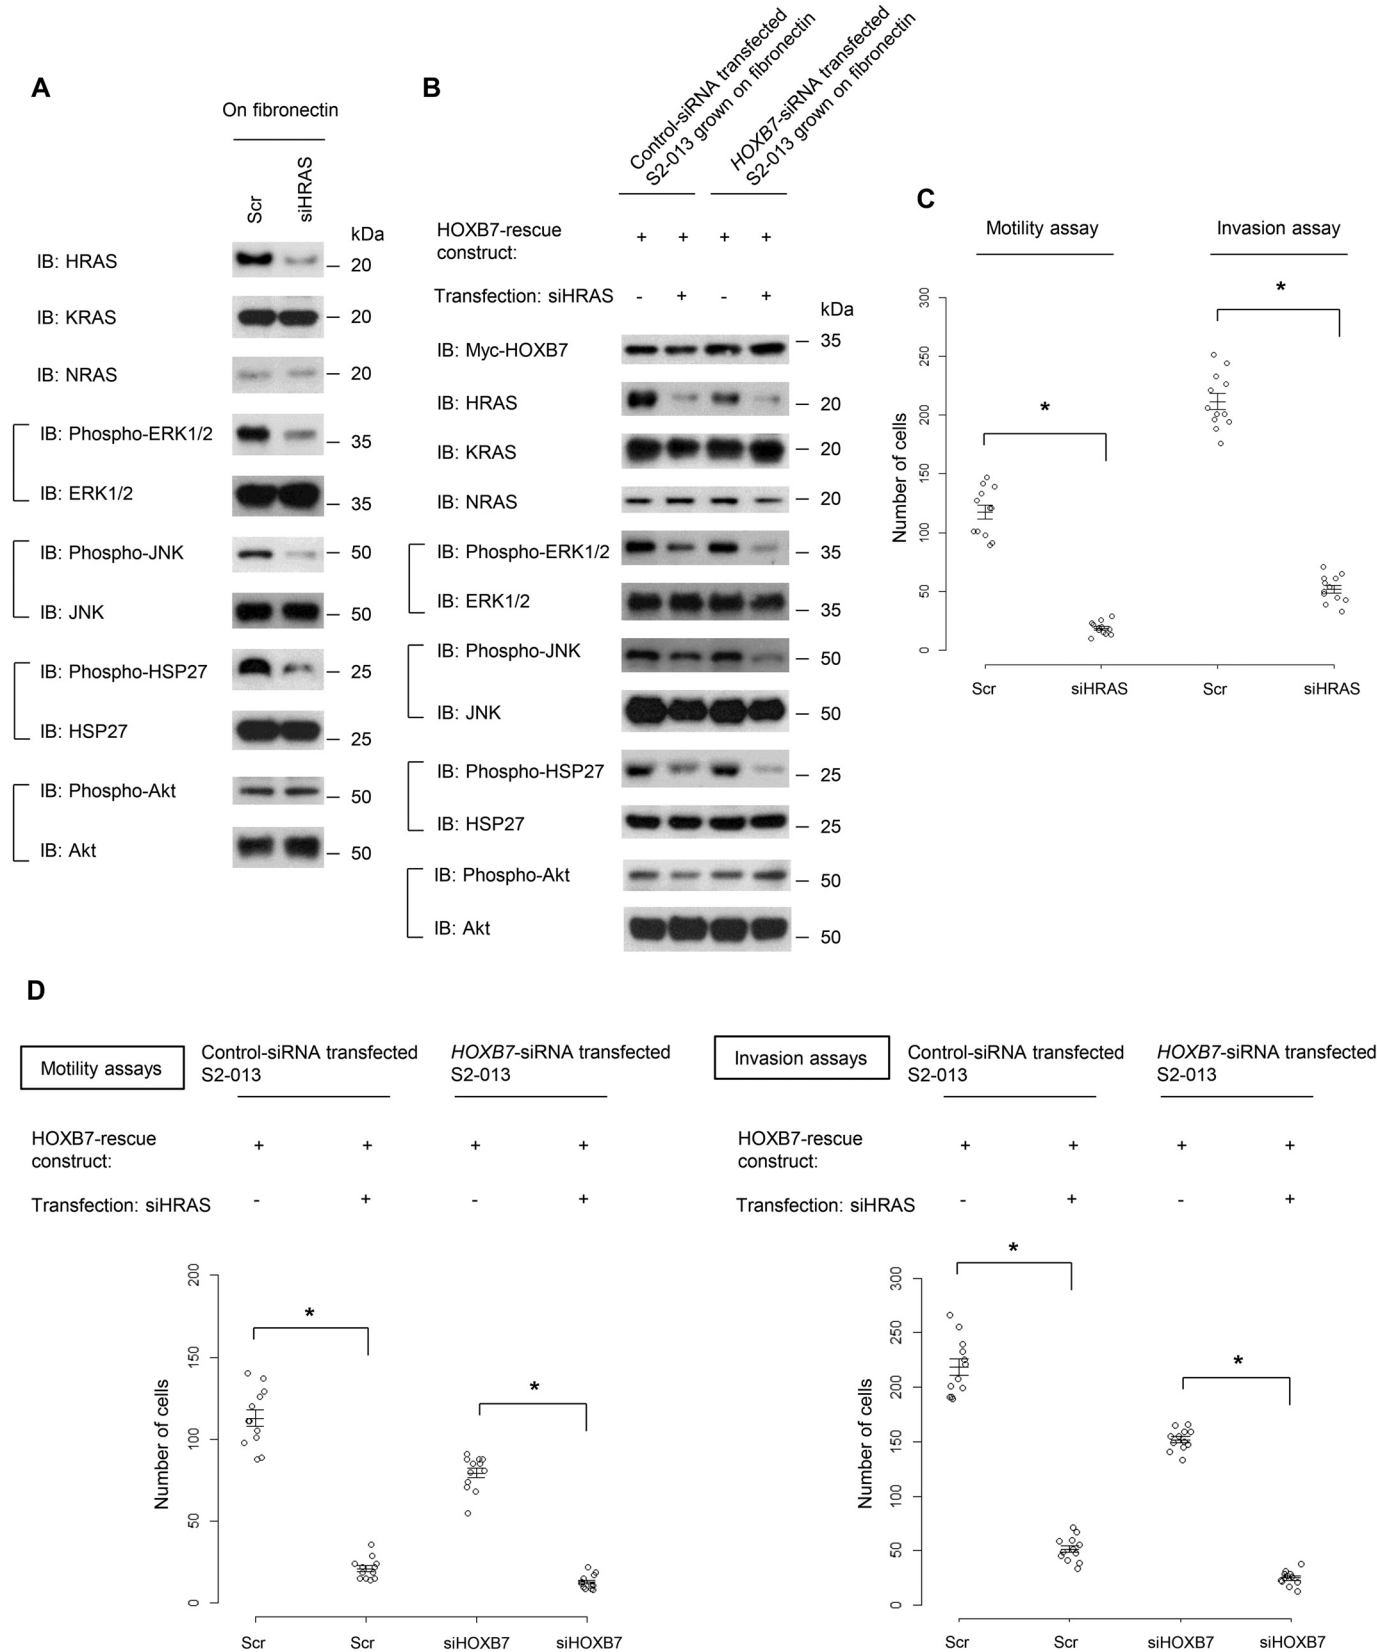 A
On fibronectin
Scr
siHRAS
kDa
IB: HRAS
20
IB: KRAS
20
IB: NRAS
20
IB: Phospho-ERK1/2
35
IB: ERK1/2
35
IB: Phospho-JNK
50
IB: JNK
50
IB: Phospho-HSP27
25
IB: HSP27
25
IB: Phospho-Akt
50
IB: Akt
50
B
Control-siRNA transfected
S2-013 grown on fibronectin
HOXB7-siRNA transfected
S2-013 grown on fibronectin
HOXB7-rescue
construct:
+ + + +
Transfection: siHRAS
- + - +
kDa
IB: Myc-HOXB7
35
IB: HRAS
20
IB: KRAS
20
IB: NRAS
20
IB: Phospho-ERK1/2
35
IB: ERK1/2
35
IB: Phospho-JNK
50
IB: JNK
50
IB: Phospho-HSP27
25
IB: HSP27
25
IB: Phospho-Akt
50
IB: Akt
50
C
Motility assay
Invasion assay
*
*
Number of cells
300
250
200
150
100
50
0
Scr
siHRAS
Scr
siHRAS
D
Motility assays
Control-siRNA transfected
S2-013
HOXB7-siRNA transfected
S2-013
HOXB7-rescue
construct:
+ + + +
Transfection: siHRAS
- + - +
*
*
Number of cells
200
150
100
50
0
Scr
Scr
siHOXB7
siHOXB7
Invasion assays
Control-siRNA transfected
S2-013
HOXB7-siRNA transfected
S2-013
HOXB7-rescue
construct:
+ + + +
Transfection: siHRAS
- + - +
*
*
Number of cells
300
250
200
150
100
50
0
Scr
Scr
siHOXB7
siHOXB7